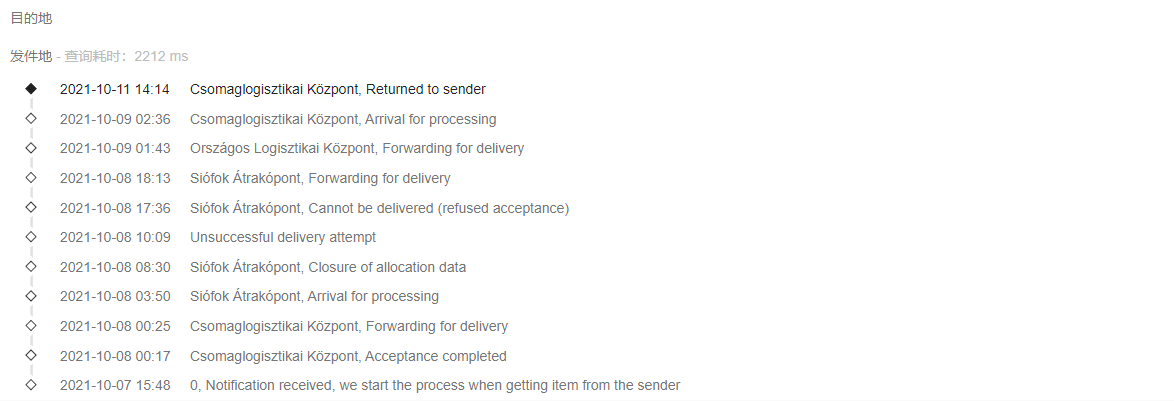 目的地
发件地 - 查询耗时：2212 ms
2021-10-11 14:14 Csomaglogisztikai Központ, Returned to sender
2021-10-09 02:36 Csomaglogisztikai Központ, Arrival for processing
2021-10-09 01:43 Országos Logisztikai Központ, Forwarding for delivery
2021-10-08 18:13 Siófok Átrakópont, Forwarding for delivery
2021-10-08 17:36 Siófok Átrakópont, Cannot be delivered (refused acceptance)
2021-10-08 10:09 Unsuccessful delivery attempt
2021-10-08 08:30 Siófok Átrakópont, Closure of allocation data
2021-10-08 03:50 Siófok Átrakópont, Arrival for processing
2021-10-08 00:25 Csomaglogisztikai Központ, Forwarding for delivery
2021-10-08 00:17 Csomaglogisztikai Központ, Acceptance completed
2021-10-07 15:48 0, Notification received, we start the process when getting item from the sender